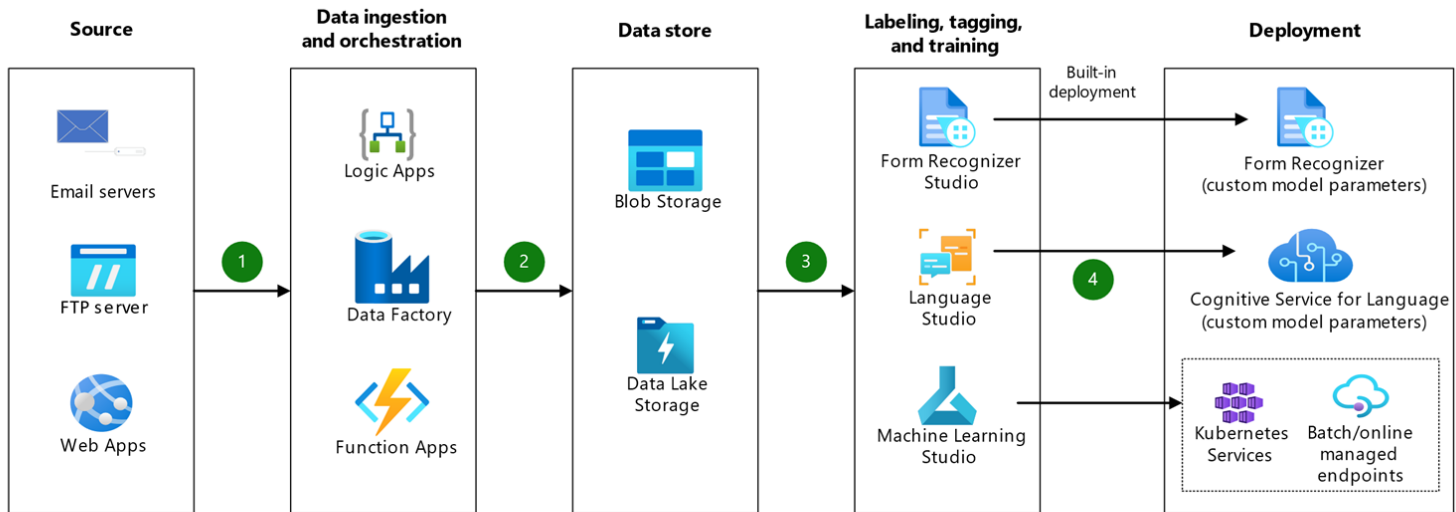 Source
Data ingestion
and orchestration
Data store
Labeling, tagging,
and training
Deployment
Email servers
FTP server
Web Apps
1
Logic Apps
Data Factory
Function Apps
2
Blob Storage
Data Lake
Storage
3
Form Recognizer
Studio
Language
Studio
Machine Learning
Studio
Built-in
deployment
4
Form Recognizer
(custom model parameters)
Cognitive Service for Language
(custom model parameters)
Kubernetes
Services
Batch/online
managed
endpoints